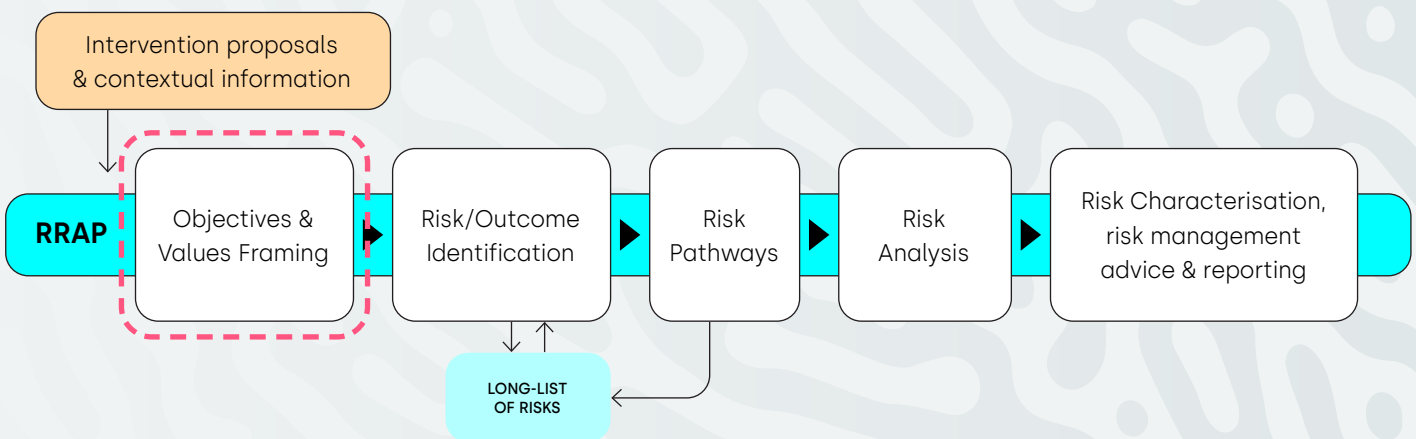 Intervention proposals
& contextual information
RRAP
Objectives &
Values Framing
Risk/Outcome
Identification
Risk
Pathways
Risk
Analysis
Risk Characterisation,
risk management
advice & reporting
LONG-LIST
OF RISKS